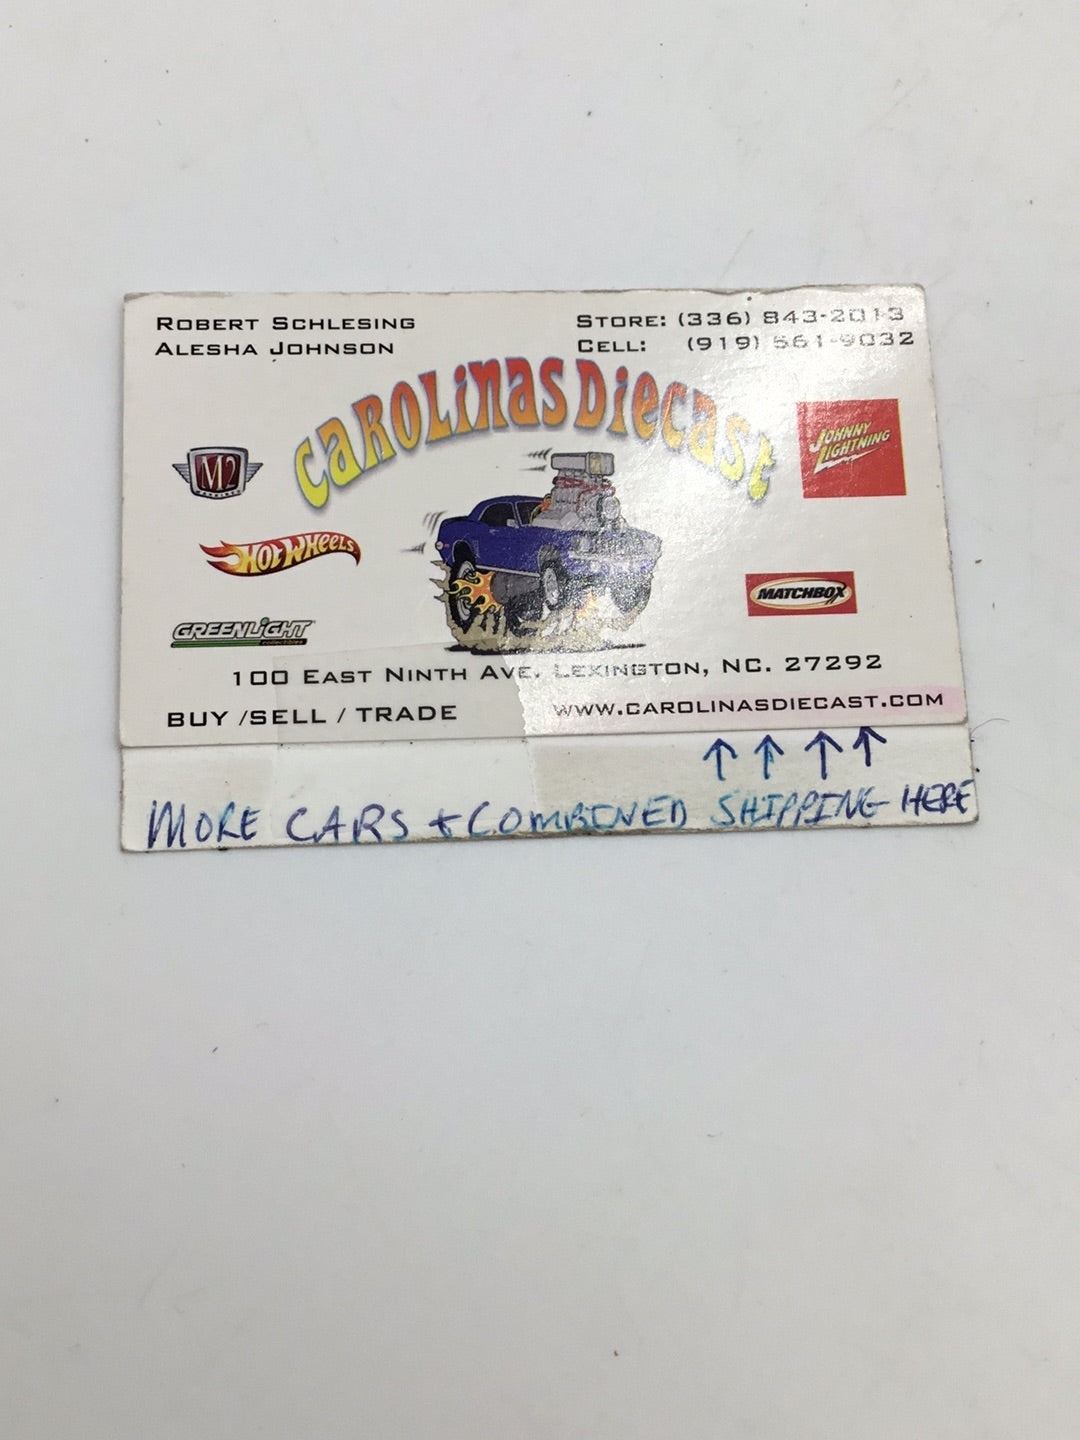 ROBERT SCHLESING
ALESHA JOHNSON
STORE: (336) 843-2013
CELL: (919) 561-9032
CAROLINAS DIECAST
M2
MACHINES
JOHNNY LIGHTNING
HOT WHEELS
MATCHBOX
GREENLIGHT
collectibles
100 EAST NINTH AVE. LEXINGTON, NC. 27292
BUY /SELL / TRADE
WWW.CAROLINASDIECAST.COM
MORE CARS + COMBINED SHIPPING HERE